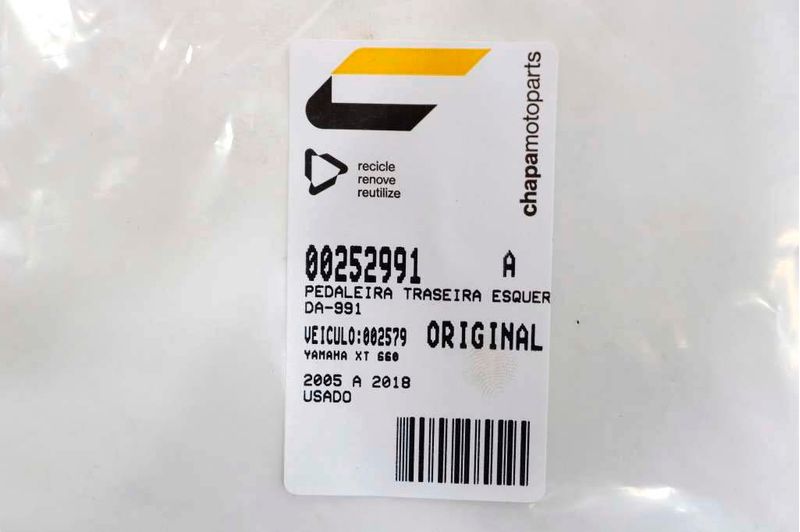 chapamotoparts
recicle
renove
reutilize
00252991 A
PEDALEIRA TRASEIRA ESQUER
DA-991
VEICULO:002579 ORIGINAL
YAMAHA XT 660
2005 A 2018
USADO